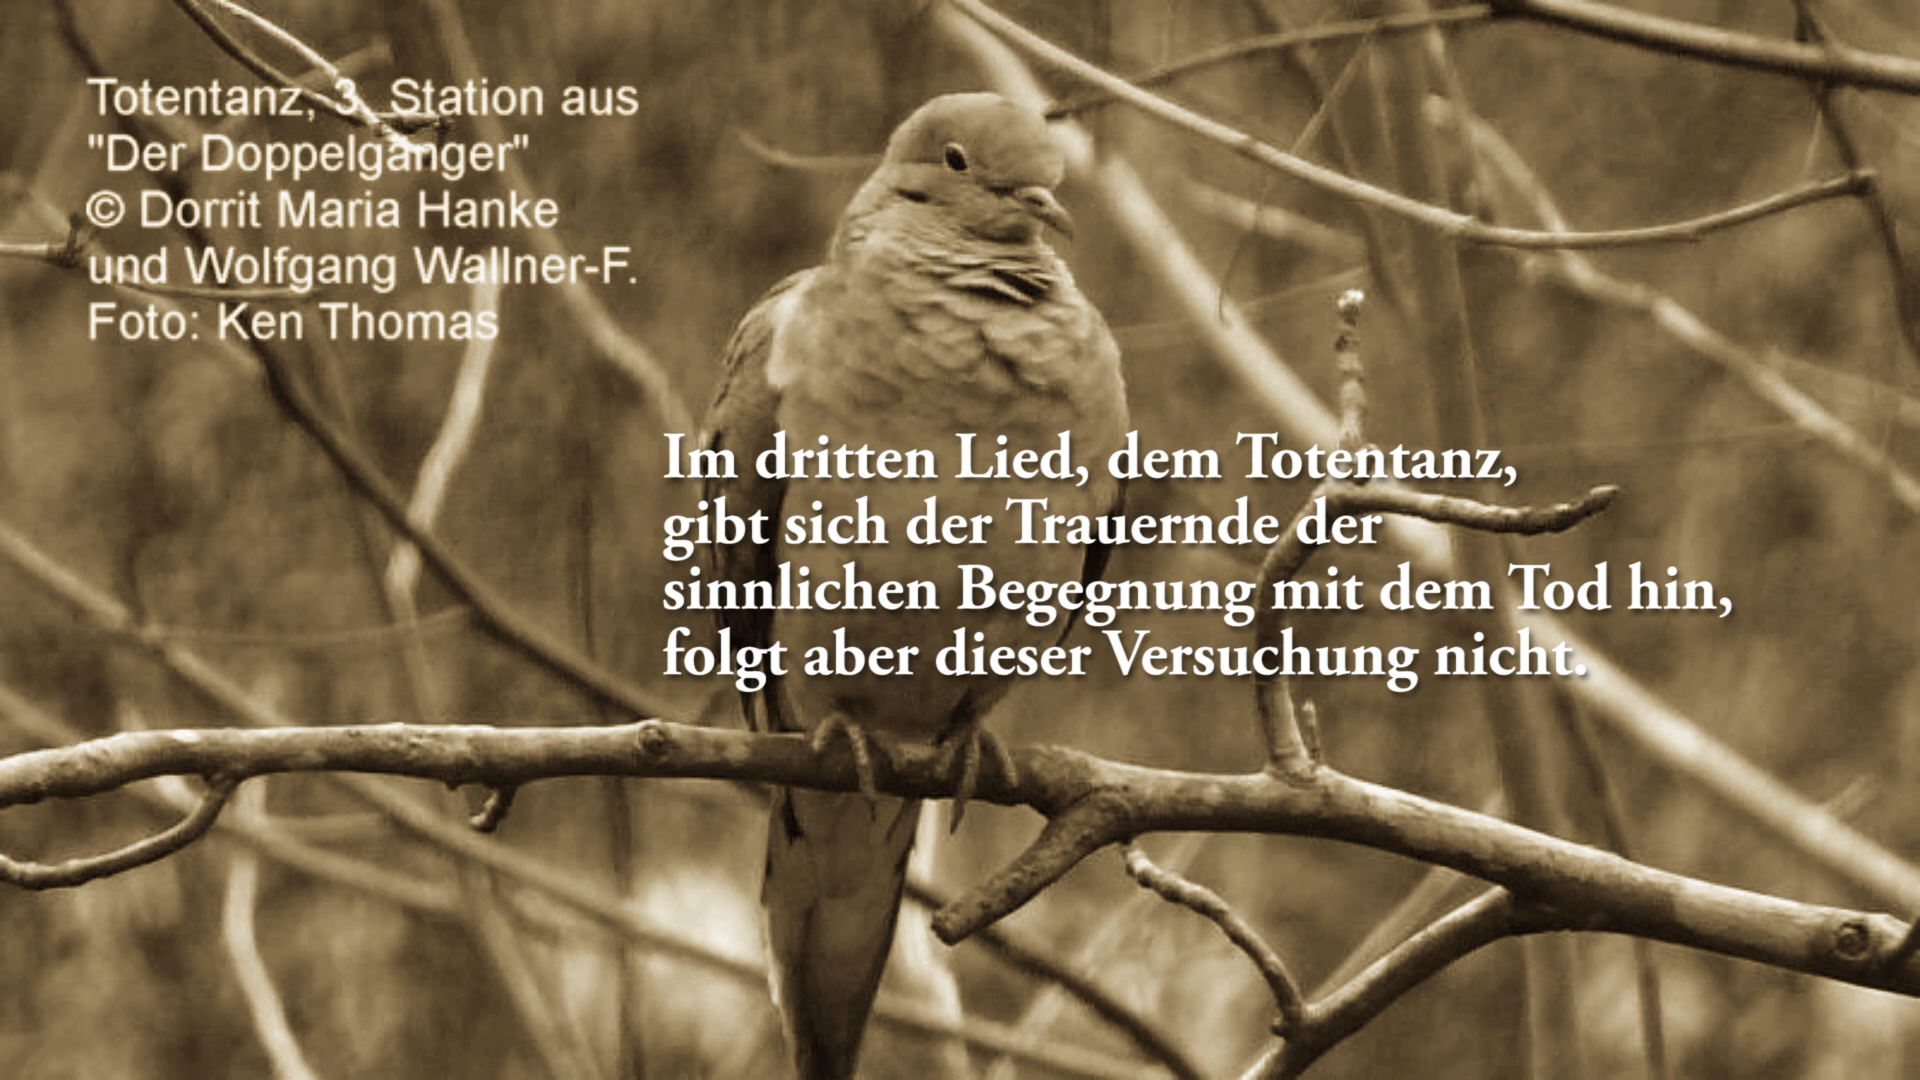 Totentanz, 3. Station aus
"Der Doppelgänger"
© Dorrit Maria Hanke
und Wolfgang Wallner-F.
Foto: Ken Thomas
Im dritten Lied, dem Totentanz,
gibt sich der Trauernde der
sinnlichen Begegnung mit dem Tod hin,
folgt aber dieser Versuchung nicht.